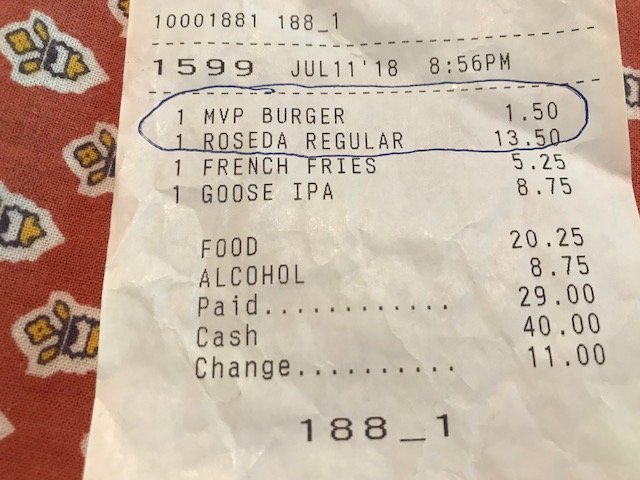 10001881 188_1
1599 JUL11'18 8:56PM
1 MVP BURGER 1.50
1 ROSEDA REGULAR 13.50
1 FRENCH FRIES 5.25
1 GOOSE IPA 8.75
FOOD 20.25
ALCOHOL 8.75
Paid............ 29.00
Cash 40.00
Change.......... 11.00
188_1